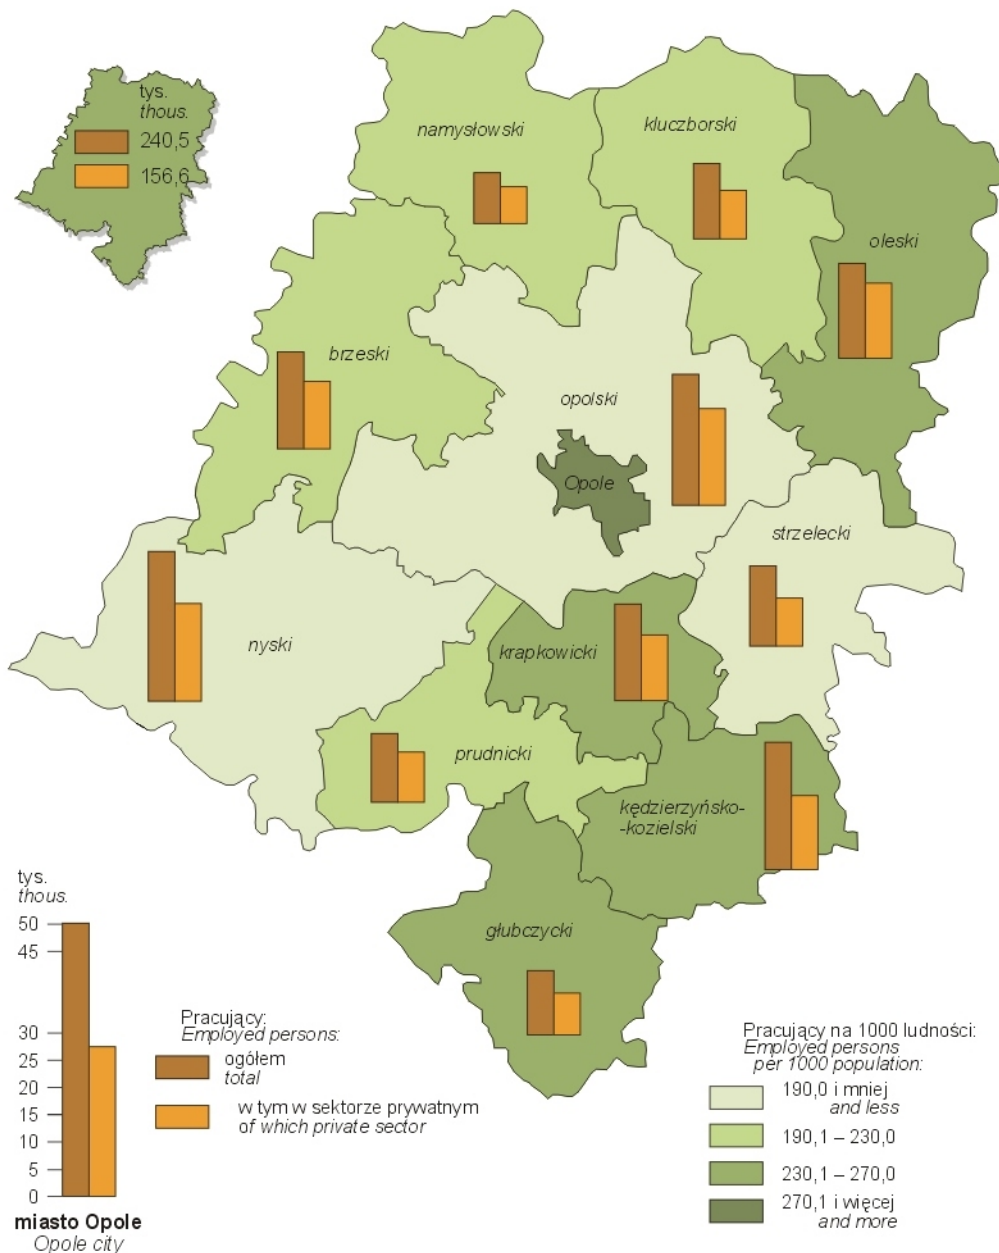 tys.
thous.
240,5
156,6
namysłowski
kluczborski
oleski
brzeski
opolski
Opole
strzelecki
nyski
krapkowicki
prudnicki
kędzierzyńsko-
-kozielski
głubczycki
tys.
thous.
50
45
30
25
20
15
10
5
0
miasto Opole
Opole city
Pracujący:
Employed persons:
ogółem
total
w tym w sektorze prywatnym
of which private sector
Pracujący na 1000 ludności:
Employed persons
per 1000 population:
190,0 i mniej
and less
190,1 – 230,0
230,1 – 270,0
270,1 i więcej
and more